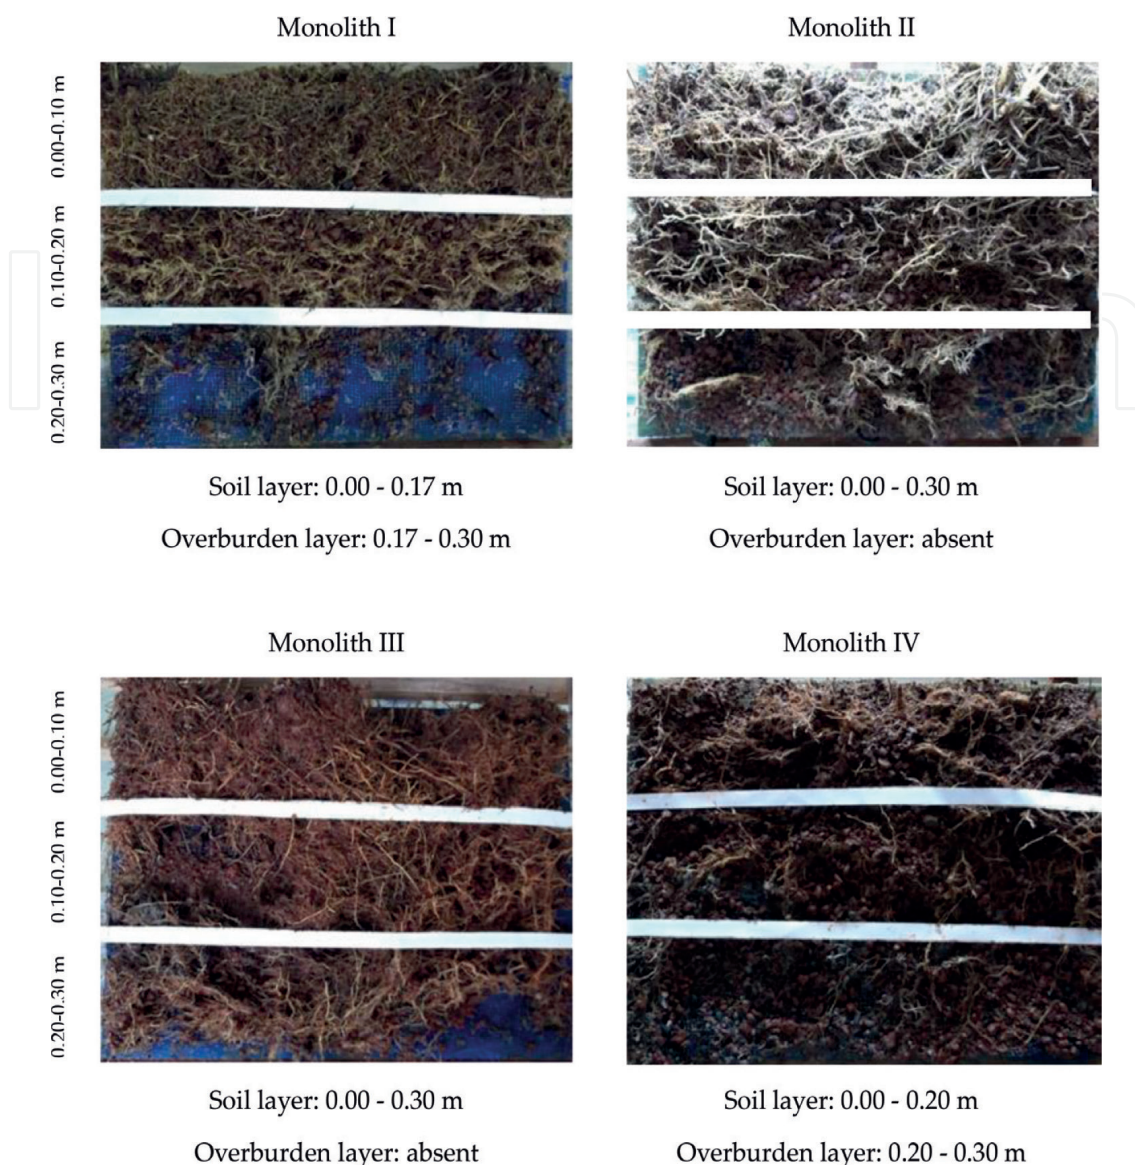 Monolith I
Monolith II
0.00-0.10 m
0.10-0.20 m
0.20-0.30 m
Soil layer: 0.00 - 0.17 m
Overburden layer: 0.17 - 0.30 m
Soil layer: 0.00 - 0.30 m
Overburden layer: absent
Monolith III
Monolith IV
0.00-0.10 m
0.10-0.20 m
0.20-0.30 m
Soil layer: 0.00 - 0.30 m
Overburden layer: absent
Soil layer: 0.00 - 0.20 m
Overburden layer: 0.20 - 0.30 m